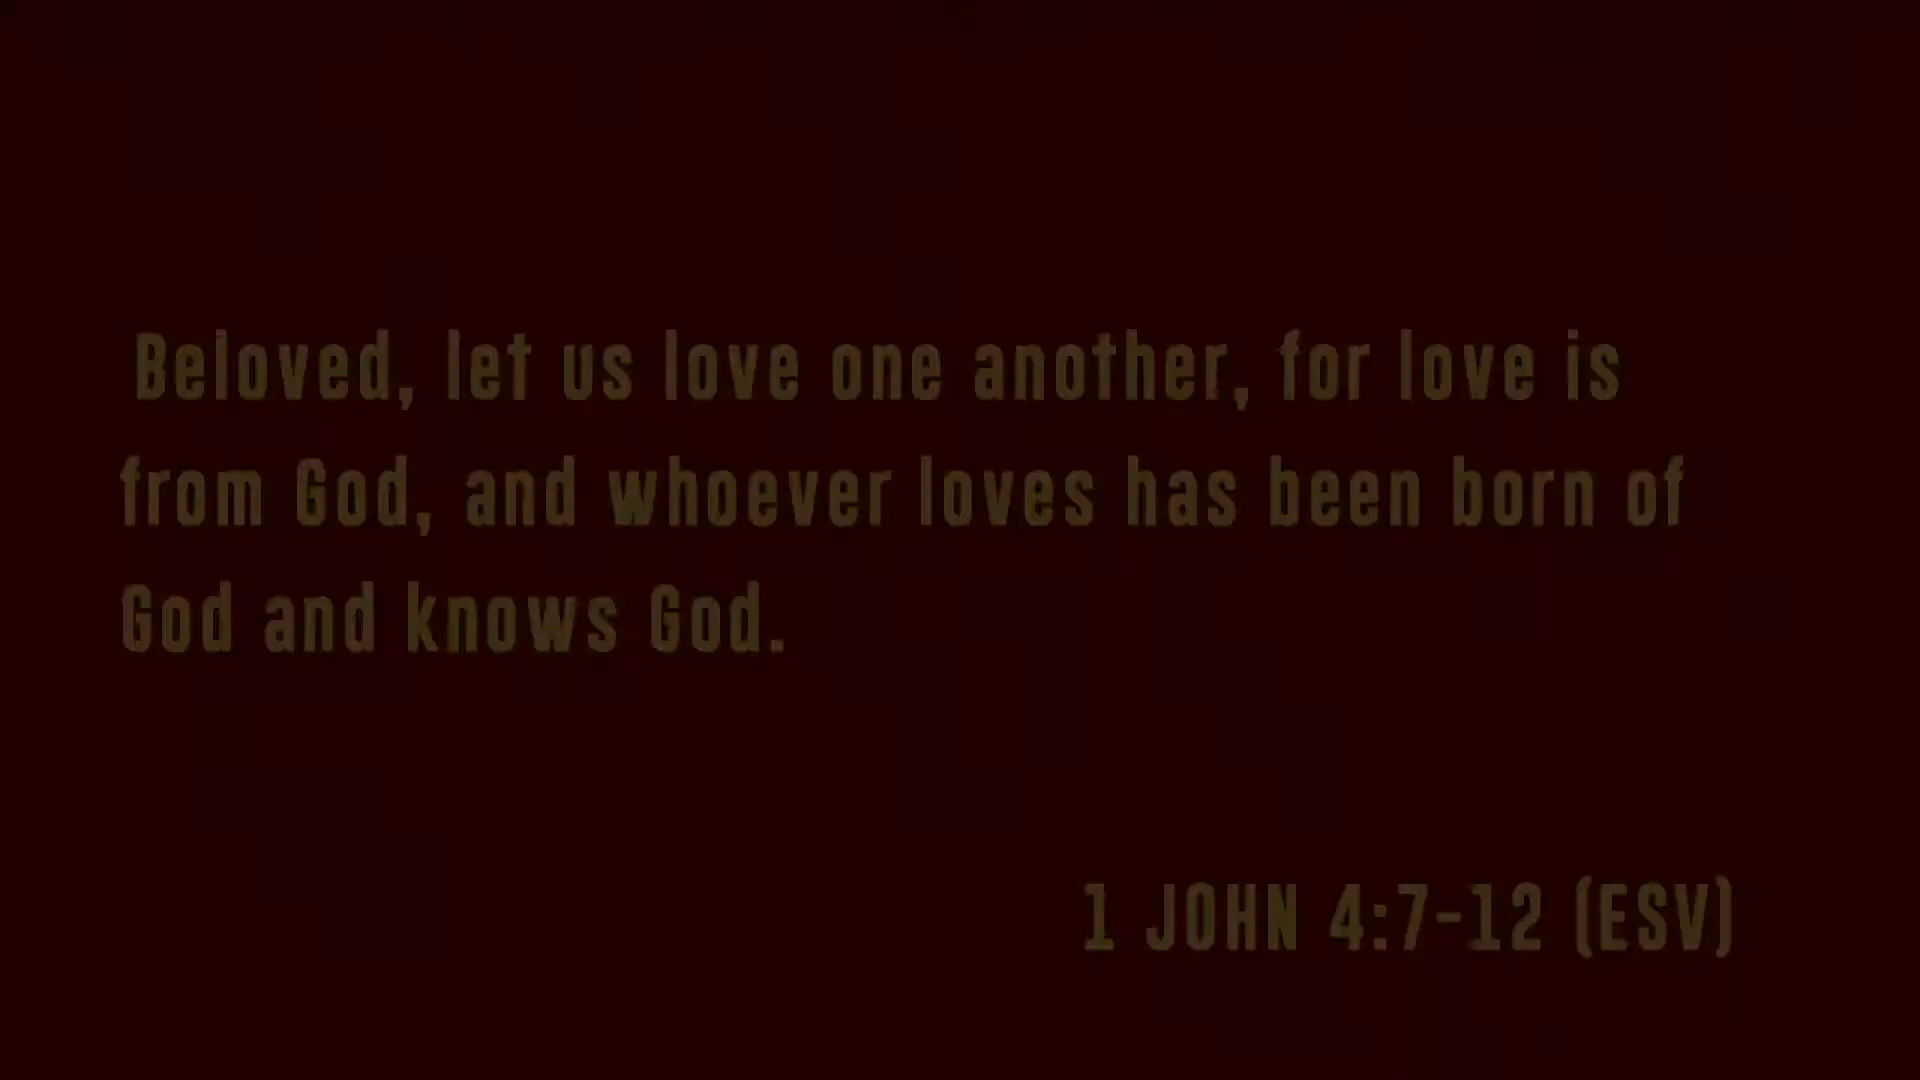 Beloved, let us love one another, for love is
from God, and whoever loves has been born of
God and knows God.
1 JOHN 4:7-12 (ESV)